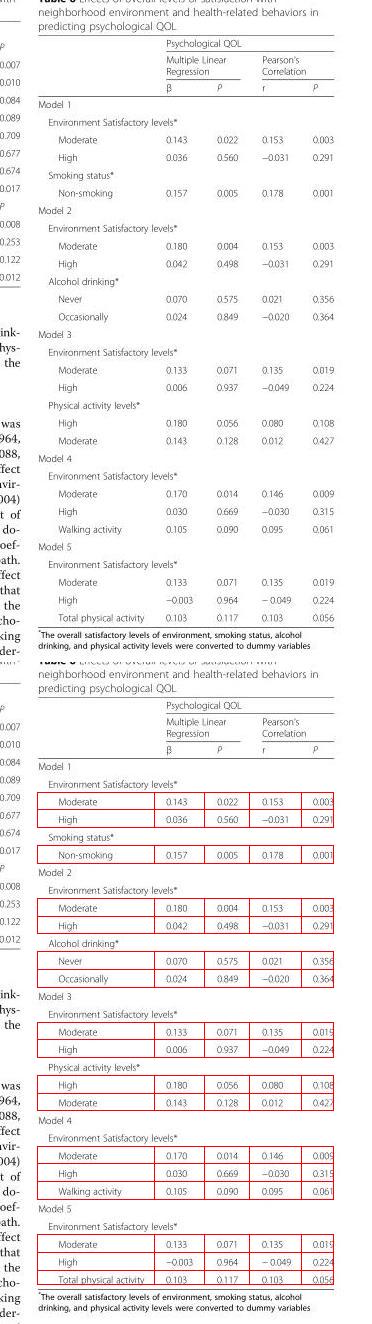 neighborhood environment and health-related behaviors in
predicting psychological QOL
Psychological QOL
Multiple Linear Regression Pearson's Correlation
β P r P
Model 1
Environment Satisfactory levels*
Moderate 0.143 0.022 0.153 0.003
High 0.036 0.560 −0.031 0.291
Smoking status*
Non-smoking 0.157 0.005 0.178 0.001
Model 2
Environment Satisfactory levels*
Moderate 0.180 0.004 0.153 0.003
High 0.042 0.498 −0.031 0.291
Alcohol drinking*
Never 0.070 0.575 0.021 0.356
Occasionally 0.024 0.849 −0.020 0.364
Model 3
Environment Satisfactory levels*
Moderate 0.133 0.071 0.135 0.019
High 0.006 0.937 −0.049 0.224
Physical activity levels*
High 0.180 0.056 0.080 0.108
Moderate 0.143 0.128 0.012 0.427
Model 4
Environment Satisfactory levels*
Moderate 0.170 0.014 0.146 0.009
High 0.030 0.669 −0.030 0.315
Walking activity 0.105 0.090 0.095 0.061
Model 5
Environment Satisfactory levels*
Moderate 0.133 0.071 0.135 0.019
High −0.003 0.964 − 0.049 0.224
Total physical activity 0.103 0.117 0.103 0.056
*The overall satisfactory levels of environment, smoking status, alcohol
drinking, and physical activity levels were converted to dummy variables
neighborhood environment and health-related behaviors in
predicting psychological QOL
Psychological QOL
Multiple Linear Regression Pearson's Correlation
β P r P
Model 1
Environment Satisfactory levels*
Moderate 0.143 0.022 0.153 0.003
High 0.036 0.560 −0.031 0.291
Smoking status*
Non-smoking 0.157 0.005 0.178 0.001
Model 2
Environment Satisfactory levels*
Moderate 0.180 0.004 0.153 0.003
High 0.042 0.498 −0.031 0.291
Alcohol drinking*
Never 0.070 0.575 0.021 0.356
Occasionally 0.024 0.849 −0.020 0.364
Model 3
Environment Satisfactory levels*
Moderate 0.133 0.071 0.135 0.019
High 0.006 0.937 −0.049 0.224
Physical activity levels*
High 0.180 0.056 0.080 0.108
Moderate 0.143 0.128 0.012 0.427
Model 4
Environment Satisfactory levels*
Moderate 0.170 0.014 0.146 0.009
High 0.030 0.669 −0.030 0.315
Walking activity 0.105 0.090 0.095 0.061
Model 5
Environment Satisfactory levels*
Moderate 0.133 0.071 0.135 0.019
High −0.003 0.964 − 0.049 0.224
Total physical activity 0.103 0.117 0.103 0.056
*The overall satisfactory levels of environment, smoking status, alcohol
drinking, and physical activity levels were converted to dummy variables